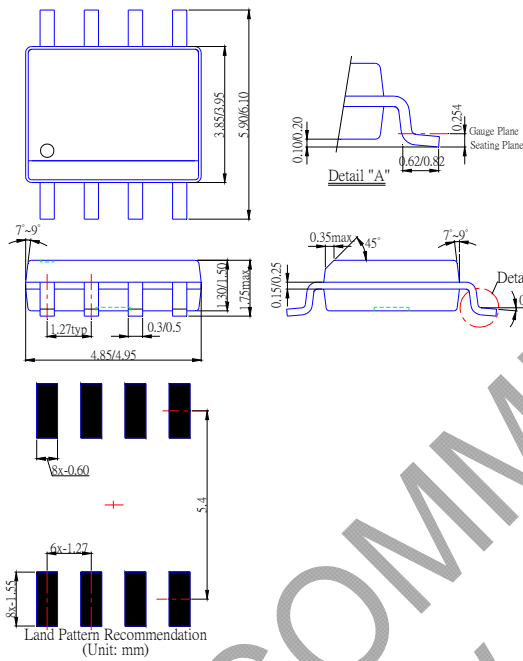 3.85/3.95
5.90/6.10
0.10/0.20
0.254
Gauge Plane
Seating Plane
0.62/0.82
Detail "A"
7°~9°
1.30/1.50
1.75max
1.27typ
0.3/0.5
4.85/4.95
0.35max
45°
7°~9°
0.15/0.25
Deta
0
8x-0.60
5.4
6x-1.27
8x-1.55
Land Pattern Recommendation
(Unit: mm)
COMM